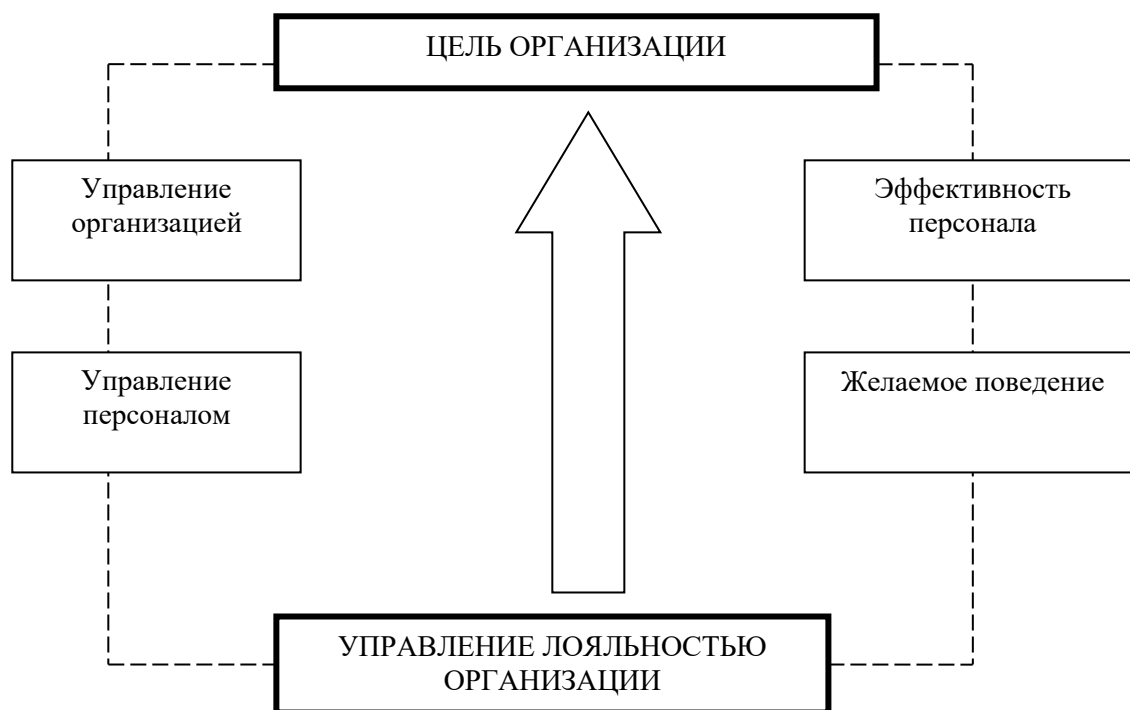 ЦЕЛЬ ОРГАНИЗАЦИИ
Управление
организацией
Эффективность
персонала
Управление
персоналом
Желаемое поведение
УПРАВЛЕНИЕ ЛОЯЛЬНОСТЬЮ
ОРГАНИЗАЦИИ